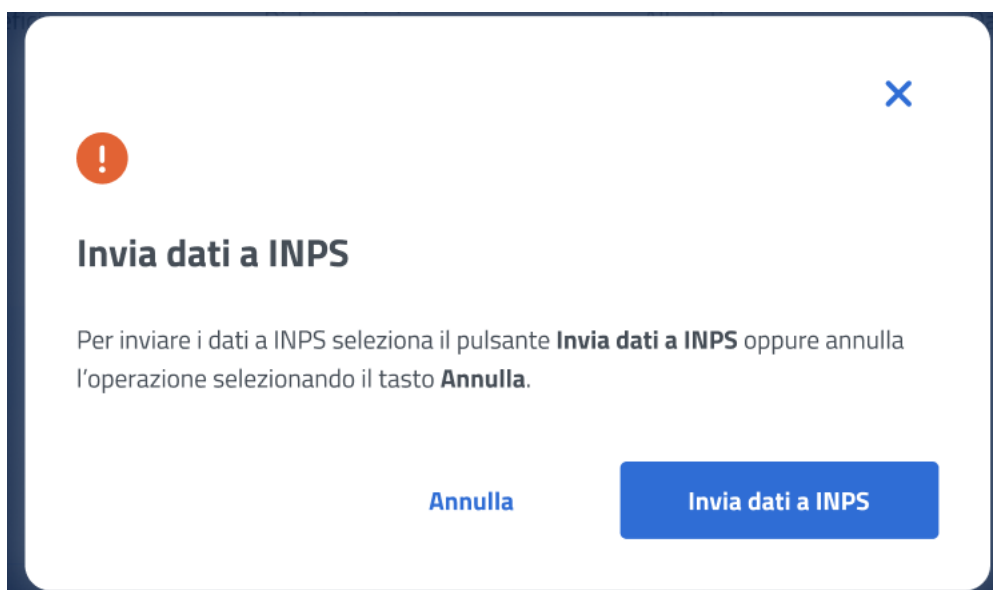 Invia dati a INPS
Per inviare i dati a INPS seleziona il pulsante Invia dati a INPS oppure annulla
l’operazione selezionando il tasto Annulla.
Annulla
Invia dati a INPS